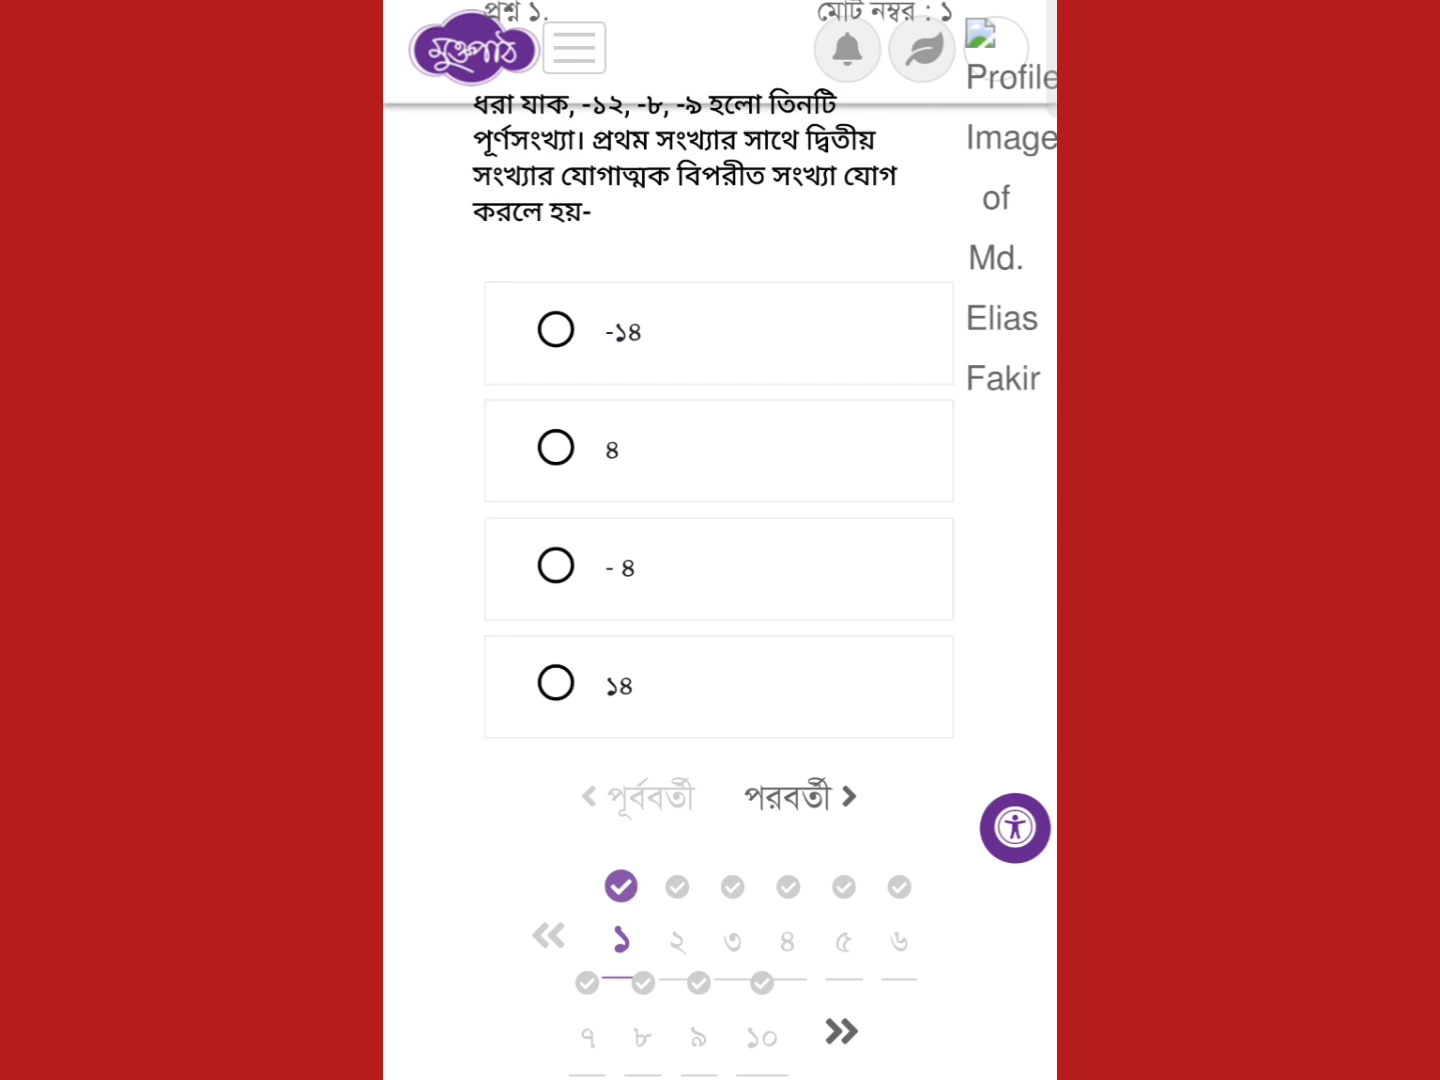 প্রশ্ন ১. মোট নম্বর : ১
মুক্তপাঠ
Profile
Image
of
Md.
Elias
Fakir
ধরা যাক, -১২, -৮, -৯ হলো তিনটি
পূর্ণসংখ্যা। প্রথম সংখ্যার সাথে দ্বিতীয়
সংখ্যার যোগাত্মক বিপরীত সংখ্যা যোগ
করলে হয়-
-১৪
৪
- ৪
১৪
পূর্ববর্তী পরবর্তী
১ ২ ৩ ৪ ৫ ৬
৭ ৮ ৯ ১০